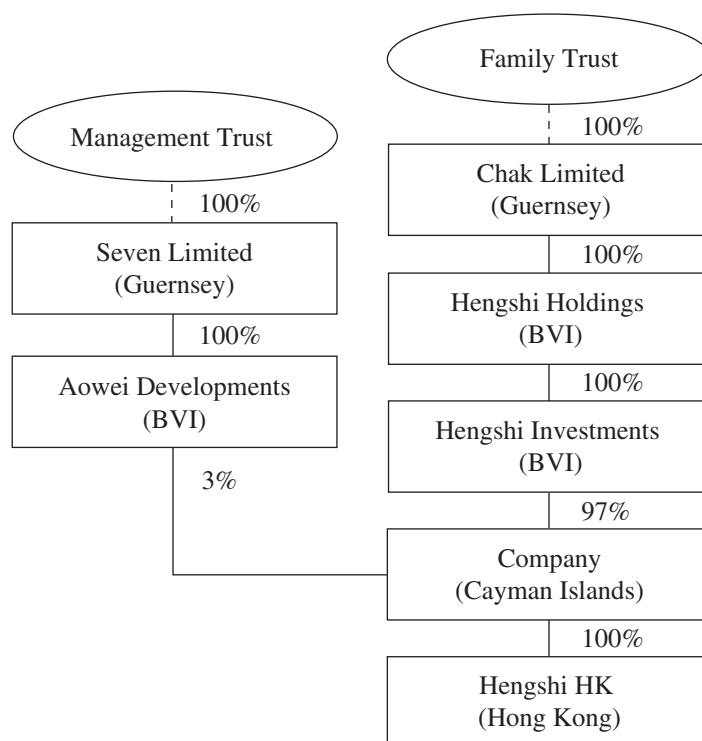 Family Trust
100%
Management Trust
Chak Limited
(Guernsey)
100%
Seven Limited
(Guernsey)
100%
Hengshi Holdings
(BVI)
100%
Aowei Developments
(BVI)
100%
Hengshi Investments
(BVI)
3%
97%
Company
(Cayman Islands)
100%
Hengshi HK
(Hong Kong)